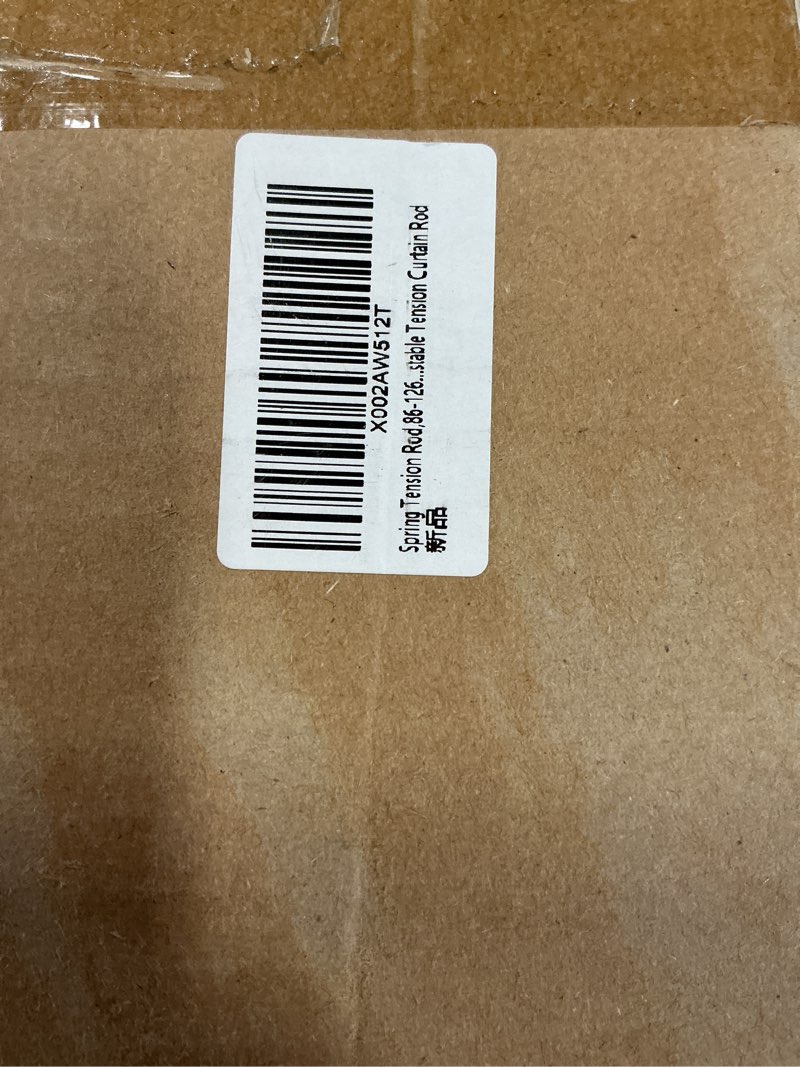 X002AW512T
Spring Tension Rod,86-126...stable Tension Curtain Rod
新品